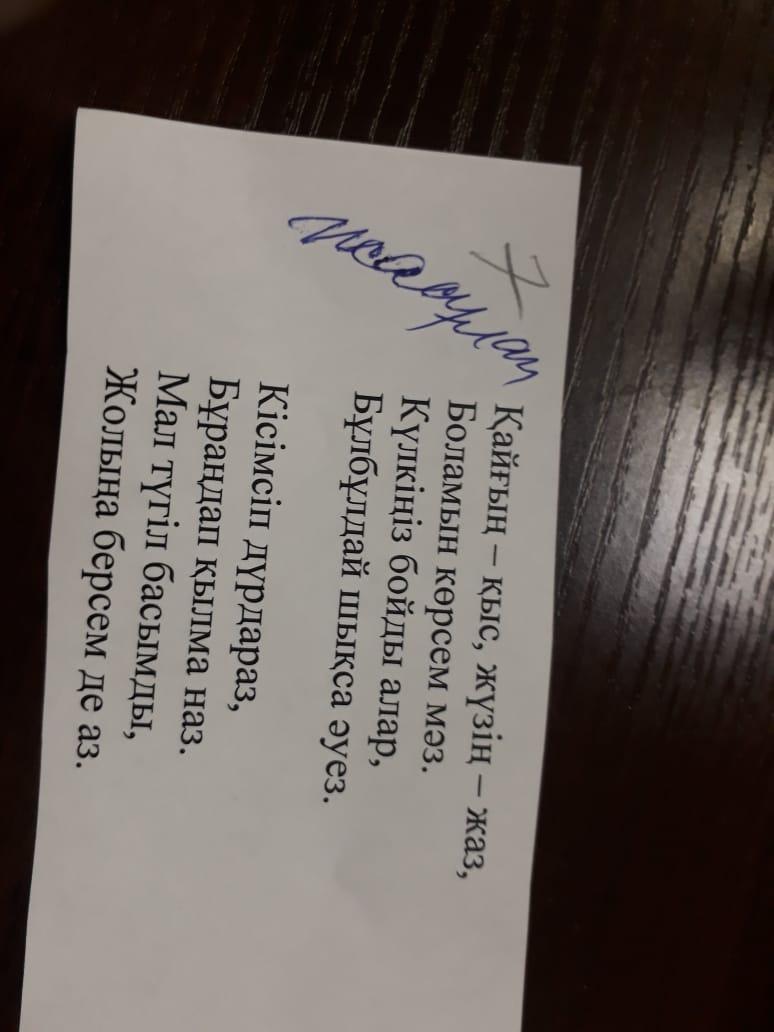 7
Қайғың – қыс, жүзің – жаз,
Боламын көрсем мәз.
Күлкіңіз бойды алар,
Бұлбұлдай шықса әуез.
Кісімсіп дүрдараз,
Бұраңдап қылма наз.
Мал түгіл басымды,
Жолыңа берсем де аз.